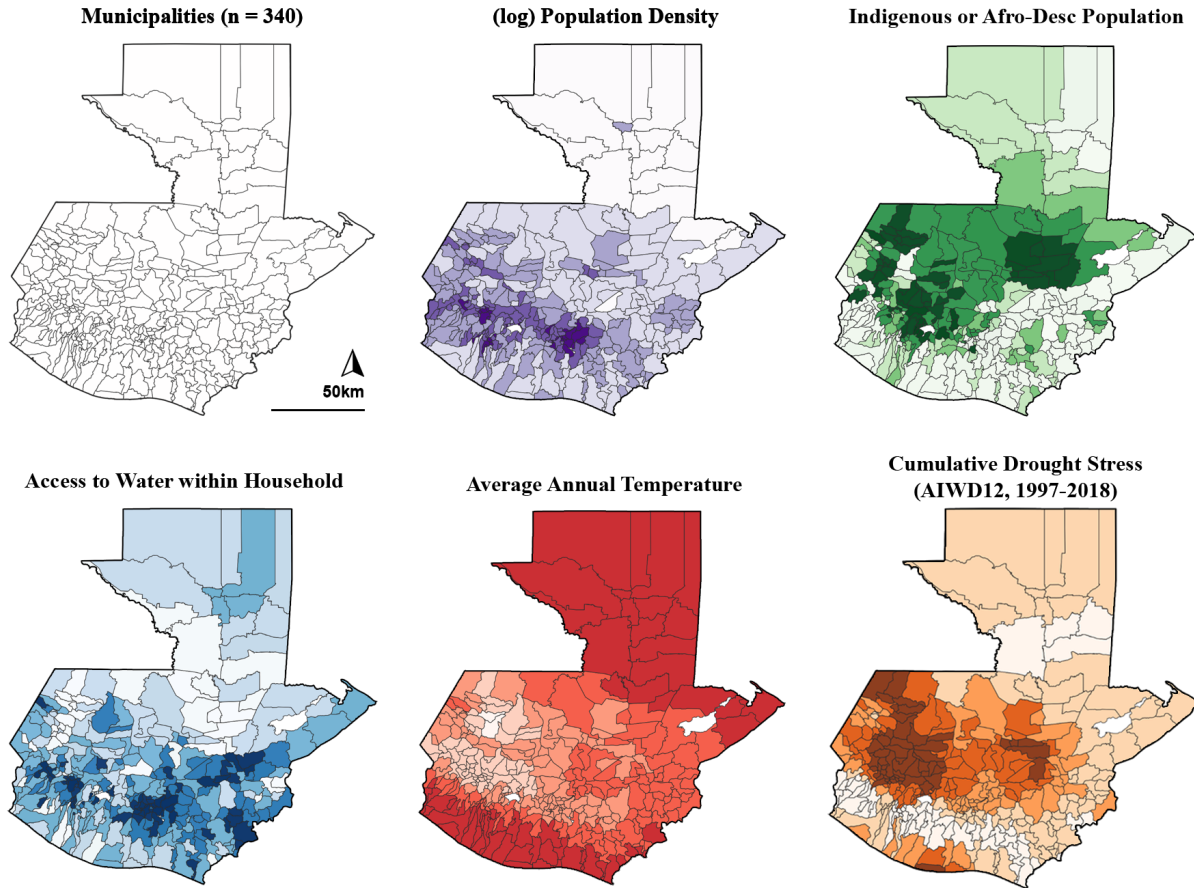 Municipalities (n = 340)
(log) Population Density
Indigenous or Afro-Desc Population
50km
Access to Water within Household
Average Annual Temperature
Cumulative Drought Stress
(AIWD12, 1997-2018)